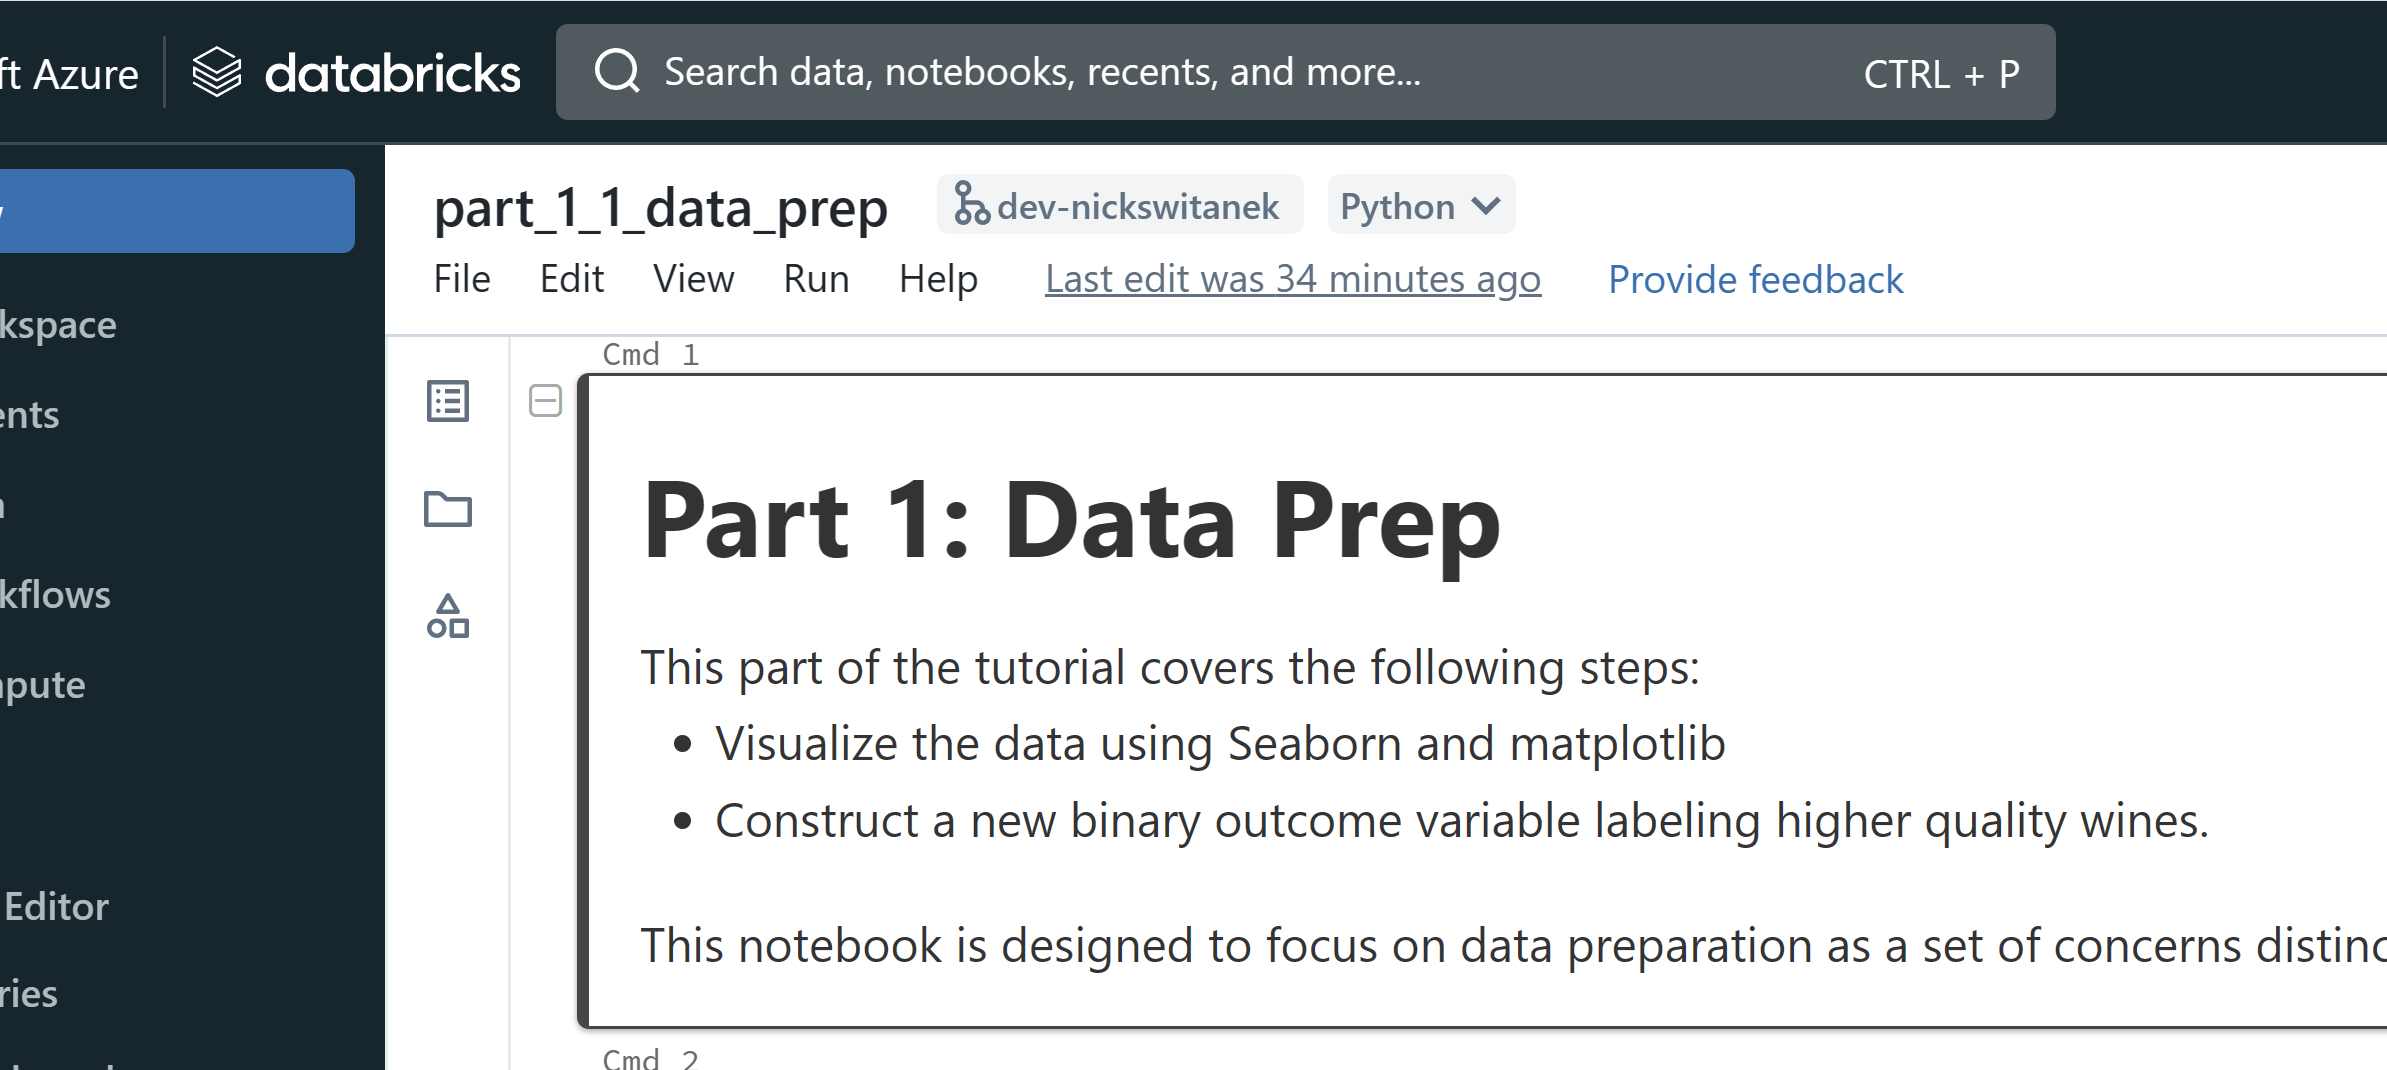 Azure databricks Search data, notebooks, recents, and more... CTRL + P
part_1_1_data_prep dev-nickswitanek Python
File Edit View Run Help Last edit was 34 minutes ago Provide feedback
Cmd 1
Part 1: Data Prep
This part of the tutorial covers the following steps:
• Visualize the data using Seaborn and matplotlib
• Construct a new binary outcome variable labeling higher quality wines.
This notebook is designed to focus on data preparation as a set of concerns
Cmd 2
kspace
ents
kflows
pute
Editor
ries